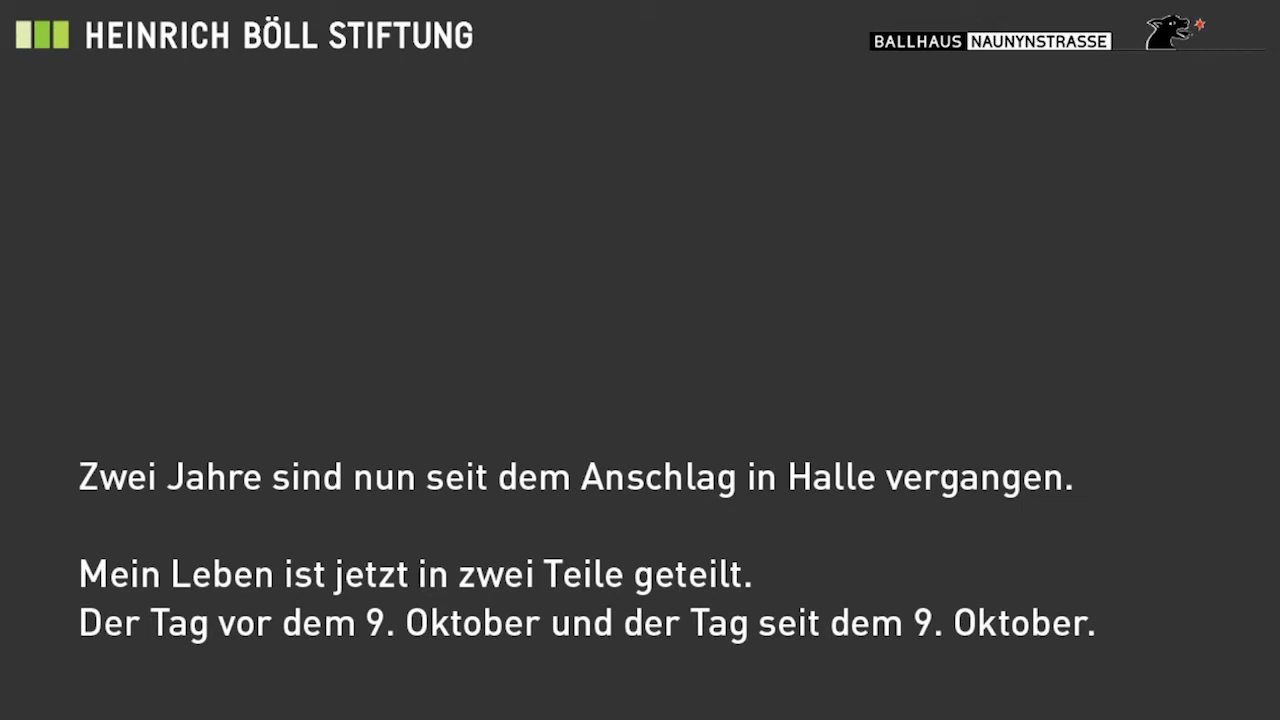 HEINRICH BÖLL STIFTUNG
BALLHAUS NAUNYNSTRASSE
Zwei Jahre sind nun seit dem Anschlag in Halle vergangen.
Mein Leben ist jetzt in zwei Teile geteilt.
Der Tag vor dem 9. Oktober und der Tag seit dem 9. Oktober.